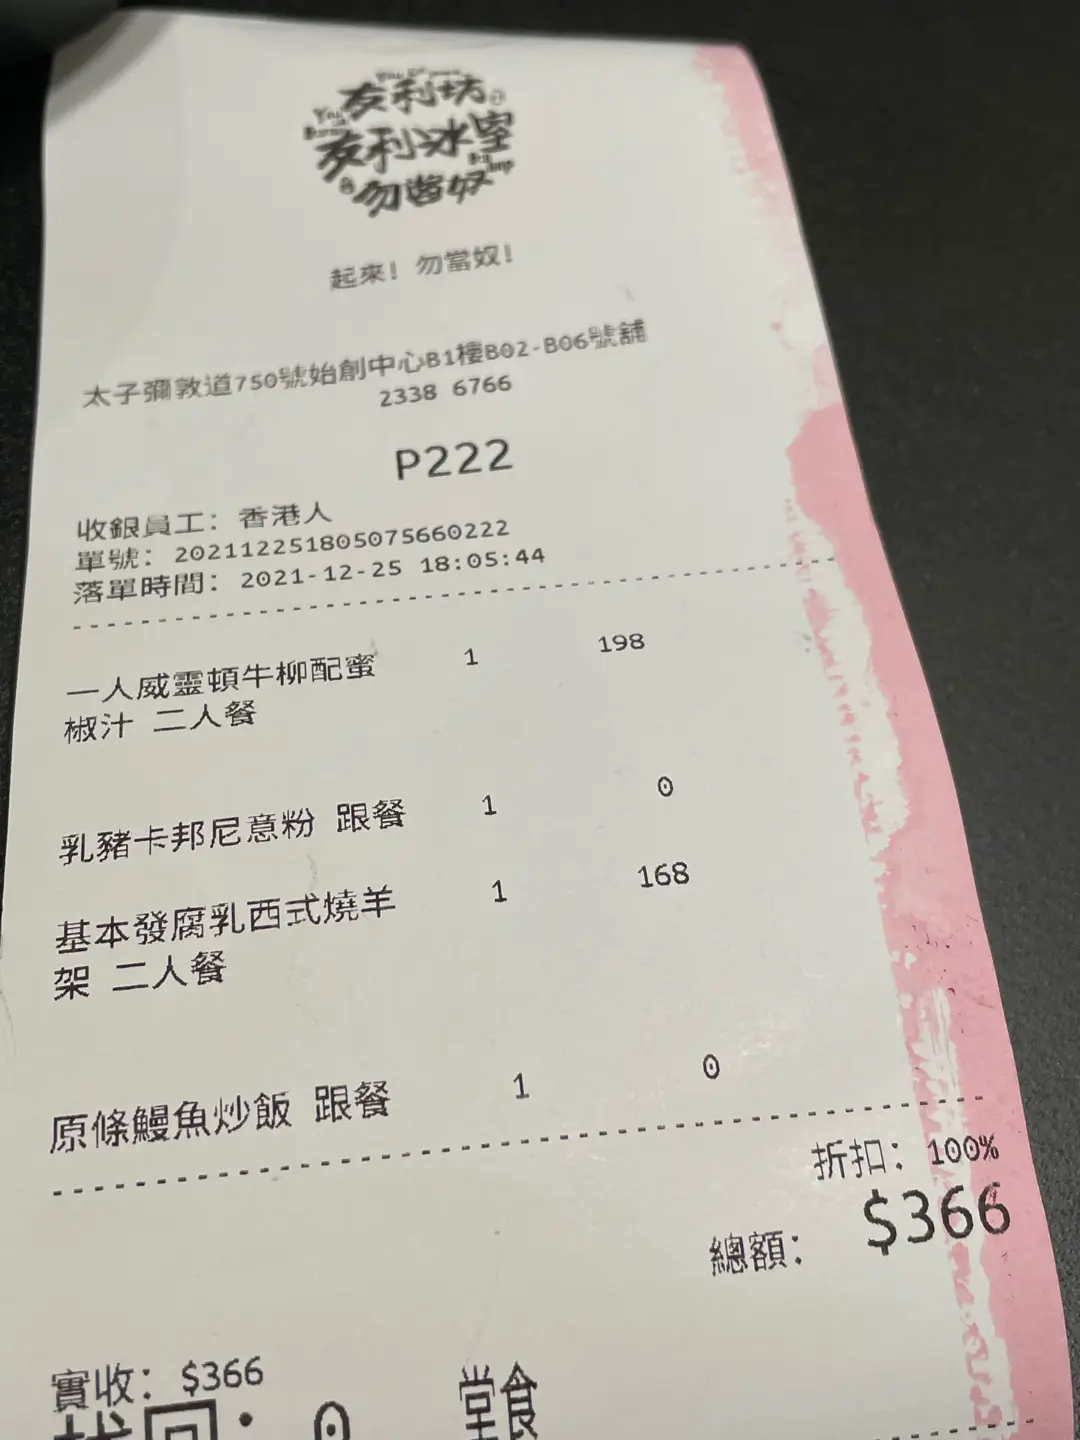 友利坊
友利冰室
勿當奴
起來! 勿當奴!
太子彌敦道750號始創中心B1樓B02-B06號舖
2338 6766
P222
收銀員工: 香港人
單號: 2021122518050756​60222
落單時間: 2021-12-25 18:05:44
一人威靈頓牛柳配蜜 1 198
椒汁 二人餐
乳豬卡邦尼意粉 跟餐 1 0
基本發腐乳西式燒羊 1 168
架 二人餐
原條鰻魚炒飯 跟餐 1 0
折扣: 100%
總額: $366
實收: $366
找回: 0 堂食